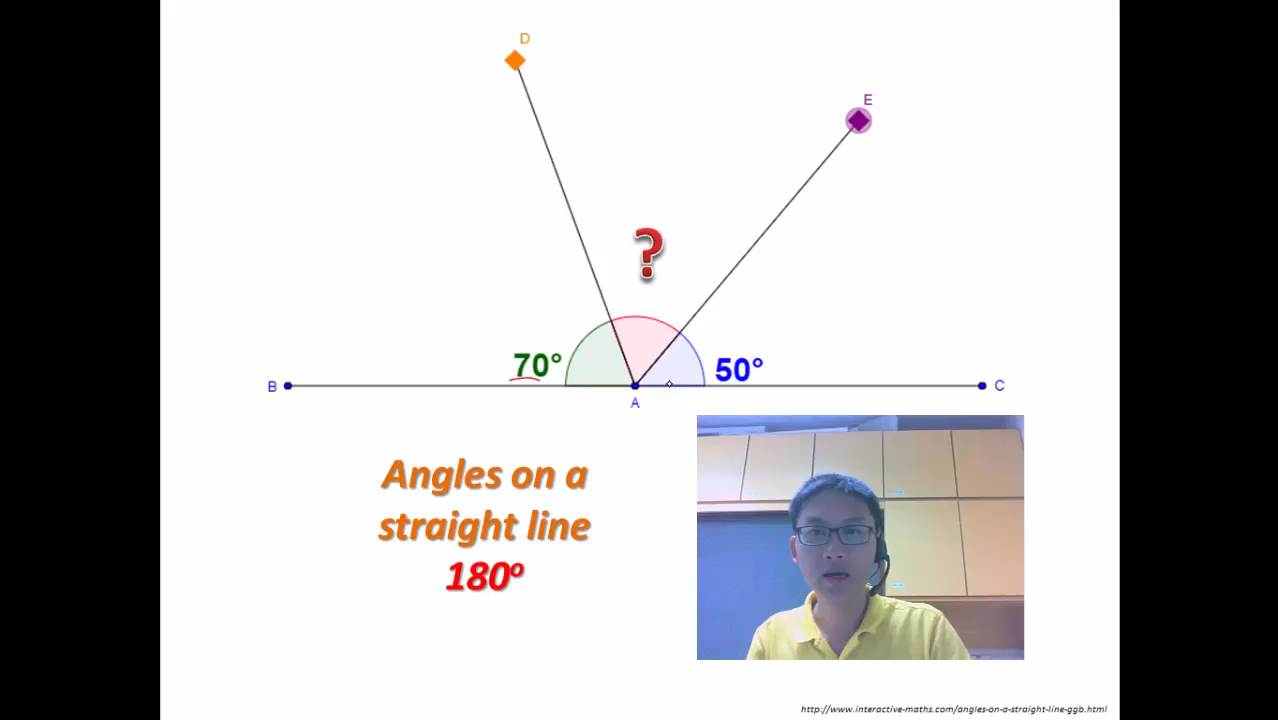 D
E
?
70°
50°
B
A
C
Angles on a
straight line
180º
http://www.interactive-maths.com/angles-on-a-straight-line-ggb.html